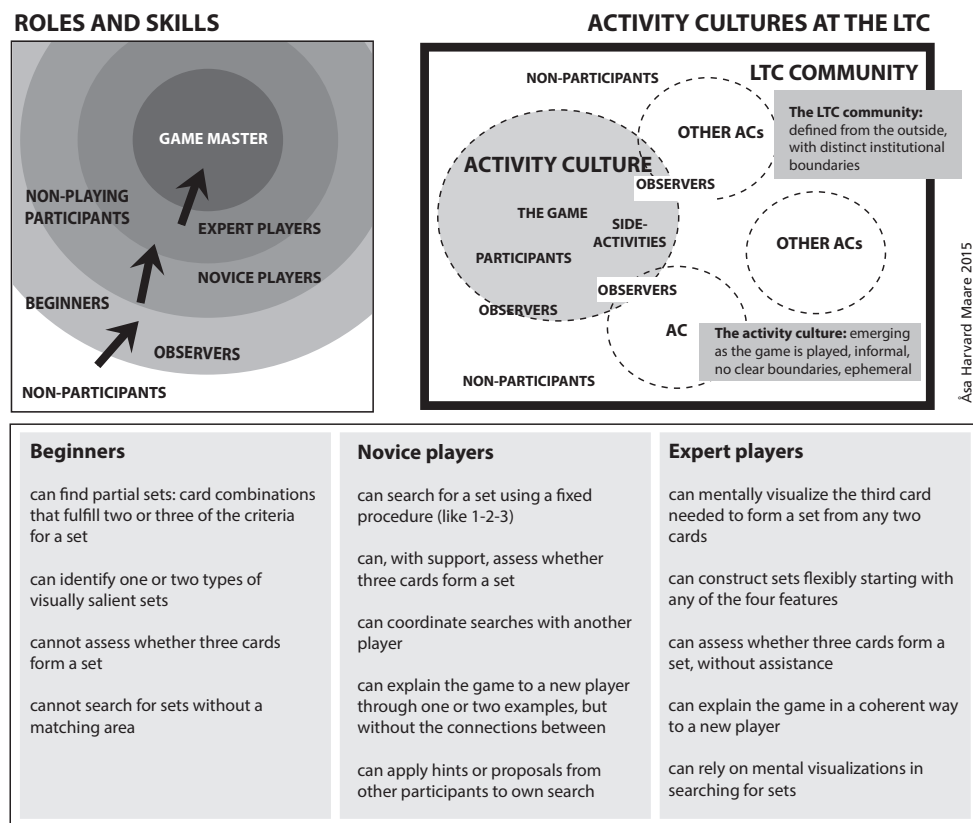 ROLES AND SKILLS
GAME MASTER
NON-PLAYING
PARTICIPANTS
EXPERT PLAYERS
NOVICE PLAYERS
BEGINNERS
OBSERVERS
NON-PARTICIPANTS
ACTIVITY CULTURES AT THE LTC
NON-PARTICIPANTS
LTC COMMUNITY
The LTC community:
defined from the outside,
with distinct institutional
boundaries
OTHER ACs
ACTIVITY CULTURE
OBSERVERS
THE GAME
SIDE-
ACTIVITIES
PARTICIPANTS
OTHER ACs
OBSERVERS
OBSERVERS
AC
The activity culture: emerging
as the game is played, informal,
no clear boundaries, ephemeral
NON-PARTICIPANTS
Åsa Harvard Maare 2015
Beginners
can find partial sets: card combinations
that fulfill two or three of the criteria
for a set
can identify one or two types of
visually salient sets
cannot assess whether three cards
form a set
cannot search for sets without a
matching area
Novice players
can search for a set using a fixed
procedure (like 1-2-3)
can, with support, assess whether
three cards form a set
can coordinate searches with another
player
can explain the game to a new player
through one or two examples, but
without the connections between
can apply hints or proposals from
other participants to own search
Expert players
can mentally visualize the third card
needed to form a set from any two
cards
can construct sets flexibly starting with
any of the four features
can assess whether three cards form a
set, without assistance
can explain the game in a coherent way
to a new player
can rely on mental visualizations in
searching for sets